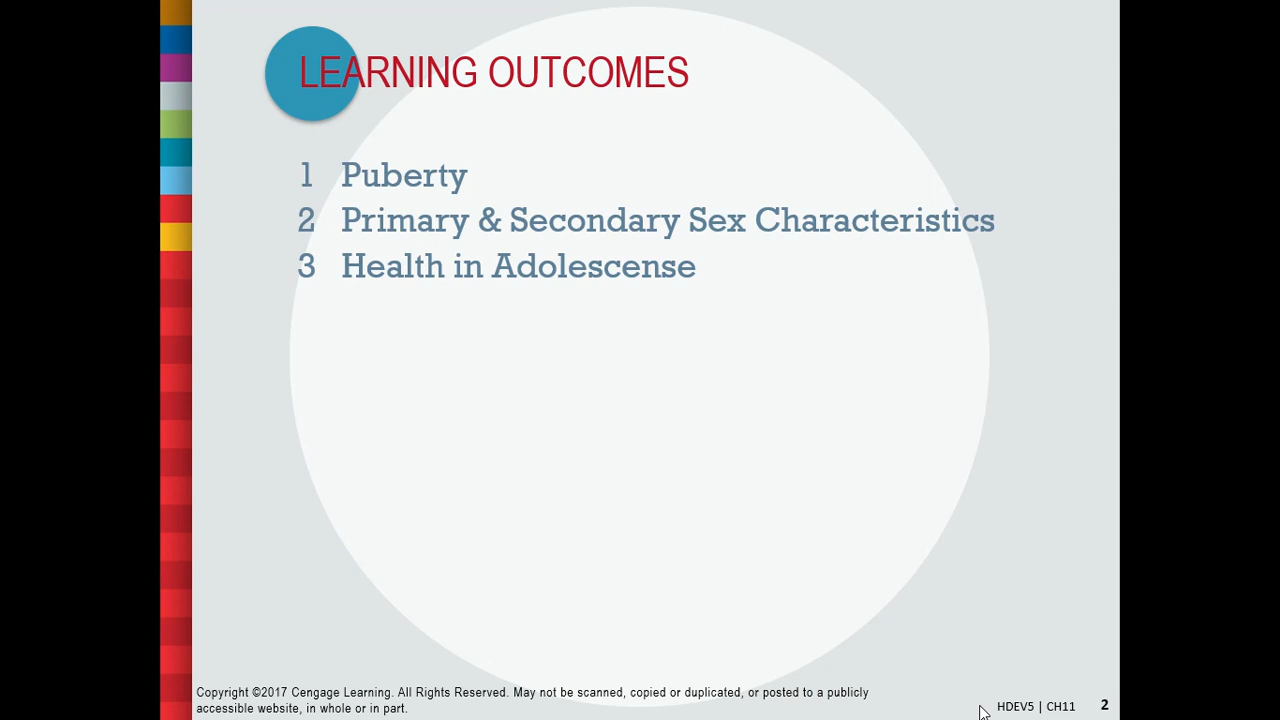 LEARNING OUTCOMES
1 Puberty
2 Primary & Secondary Sex Characteristics
3 Health in Adolescense
Copyright ©2017 Cengage Learning. All Rights Reserved. May not be scanned, copied or duplicated, or posted to a publicly
accessible website, in whole or in part.
HDEV5 | CH11 2